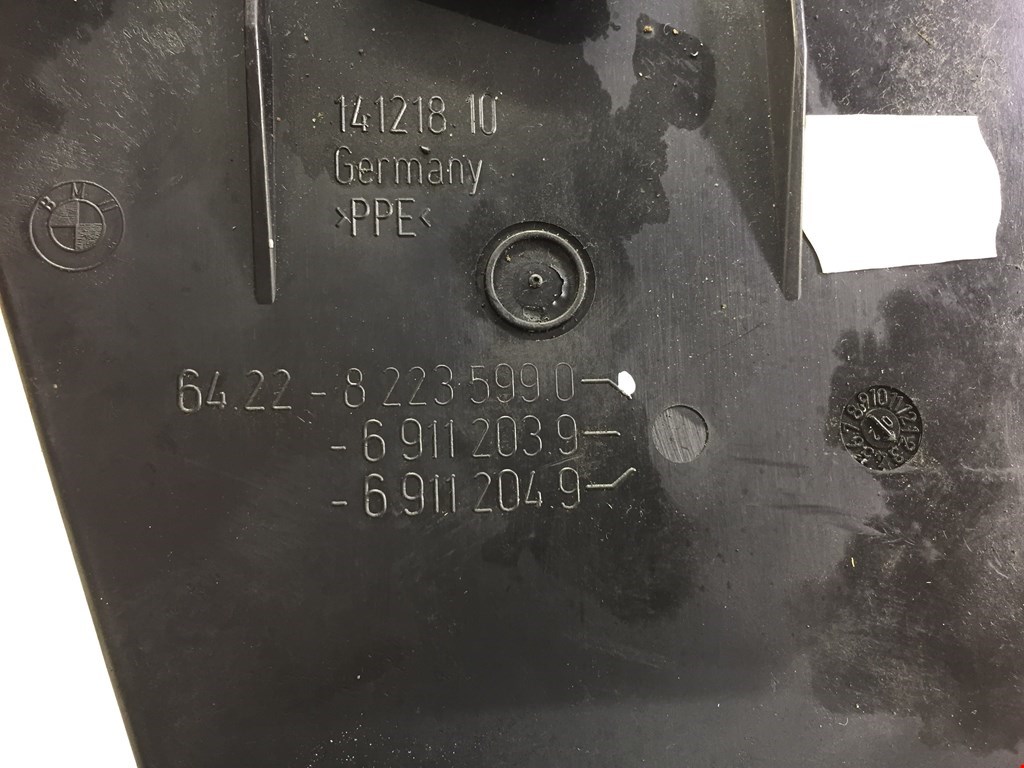 141218.10
Germany
>PPE<
BMW
64.22 - 8 223 599.0
- 6 911 203.9
- 6.911 204.9